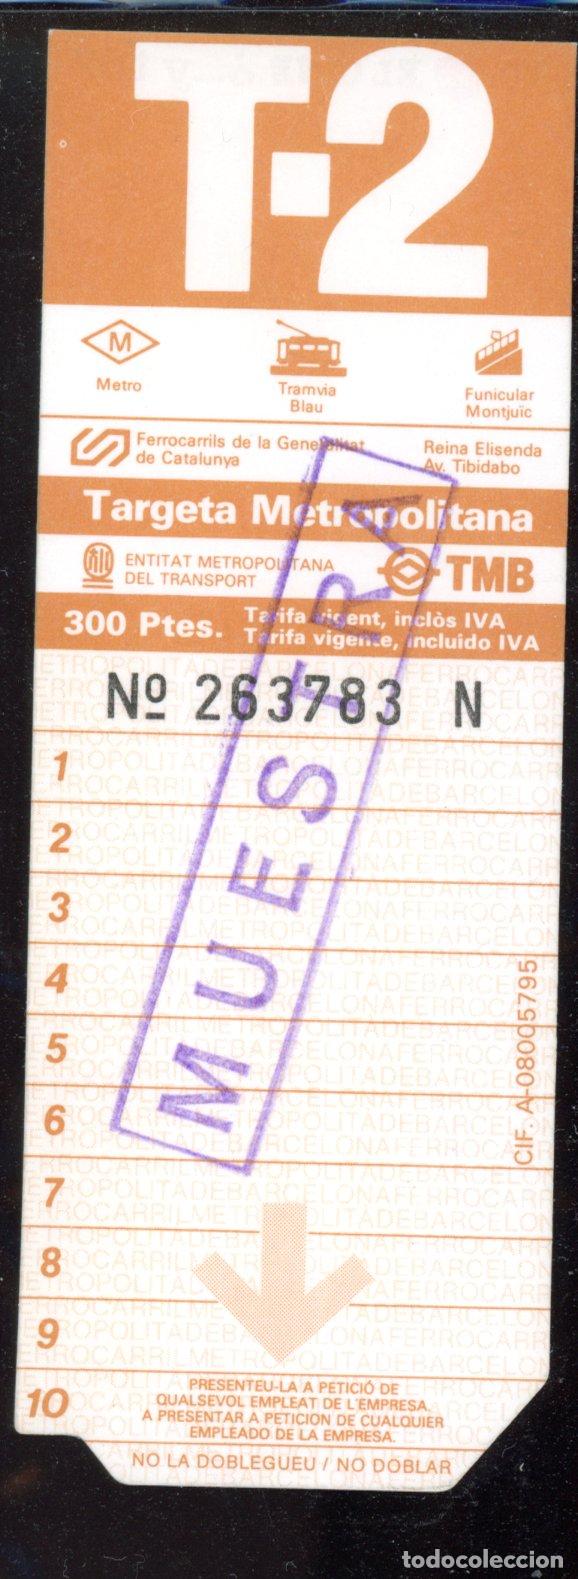 T-2
M
Metro
Tramvia
Blau
Funicular
Montjuïc
Ferrocarrils de la Generalitat
de Catalunya
Reina Elisenda
Av. Tibidabo
Targeta Metropolitana
ENTITAT METROPOLITANA
DEL TRANSPORT
TMB
300 Ptes.
Tarifa vigent, inclòs IVA
Tarifa vigente, incluido IVA
Nº 263783 N
MUESTRA
1
2
3
4
5
6
7
8
9
10
CIF. A-08005795
PRESENTEU-LA A PETICIÓ DE
QUALSEVOL EMPLEAT DE L'EMPRESA.
A PRESENTAR A PETICION DE CUALQUIER
EMPLEADO DE LA EMPRESA.
NO LA DOBLEGUEU / NO DOBLAR
todocoleccion